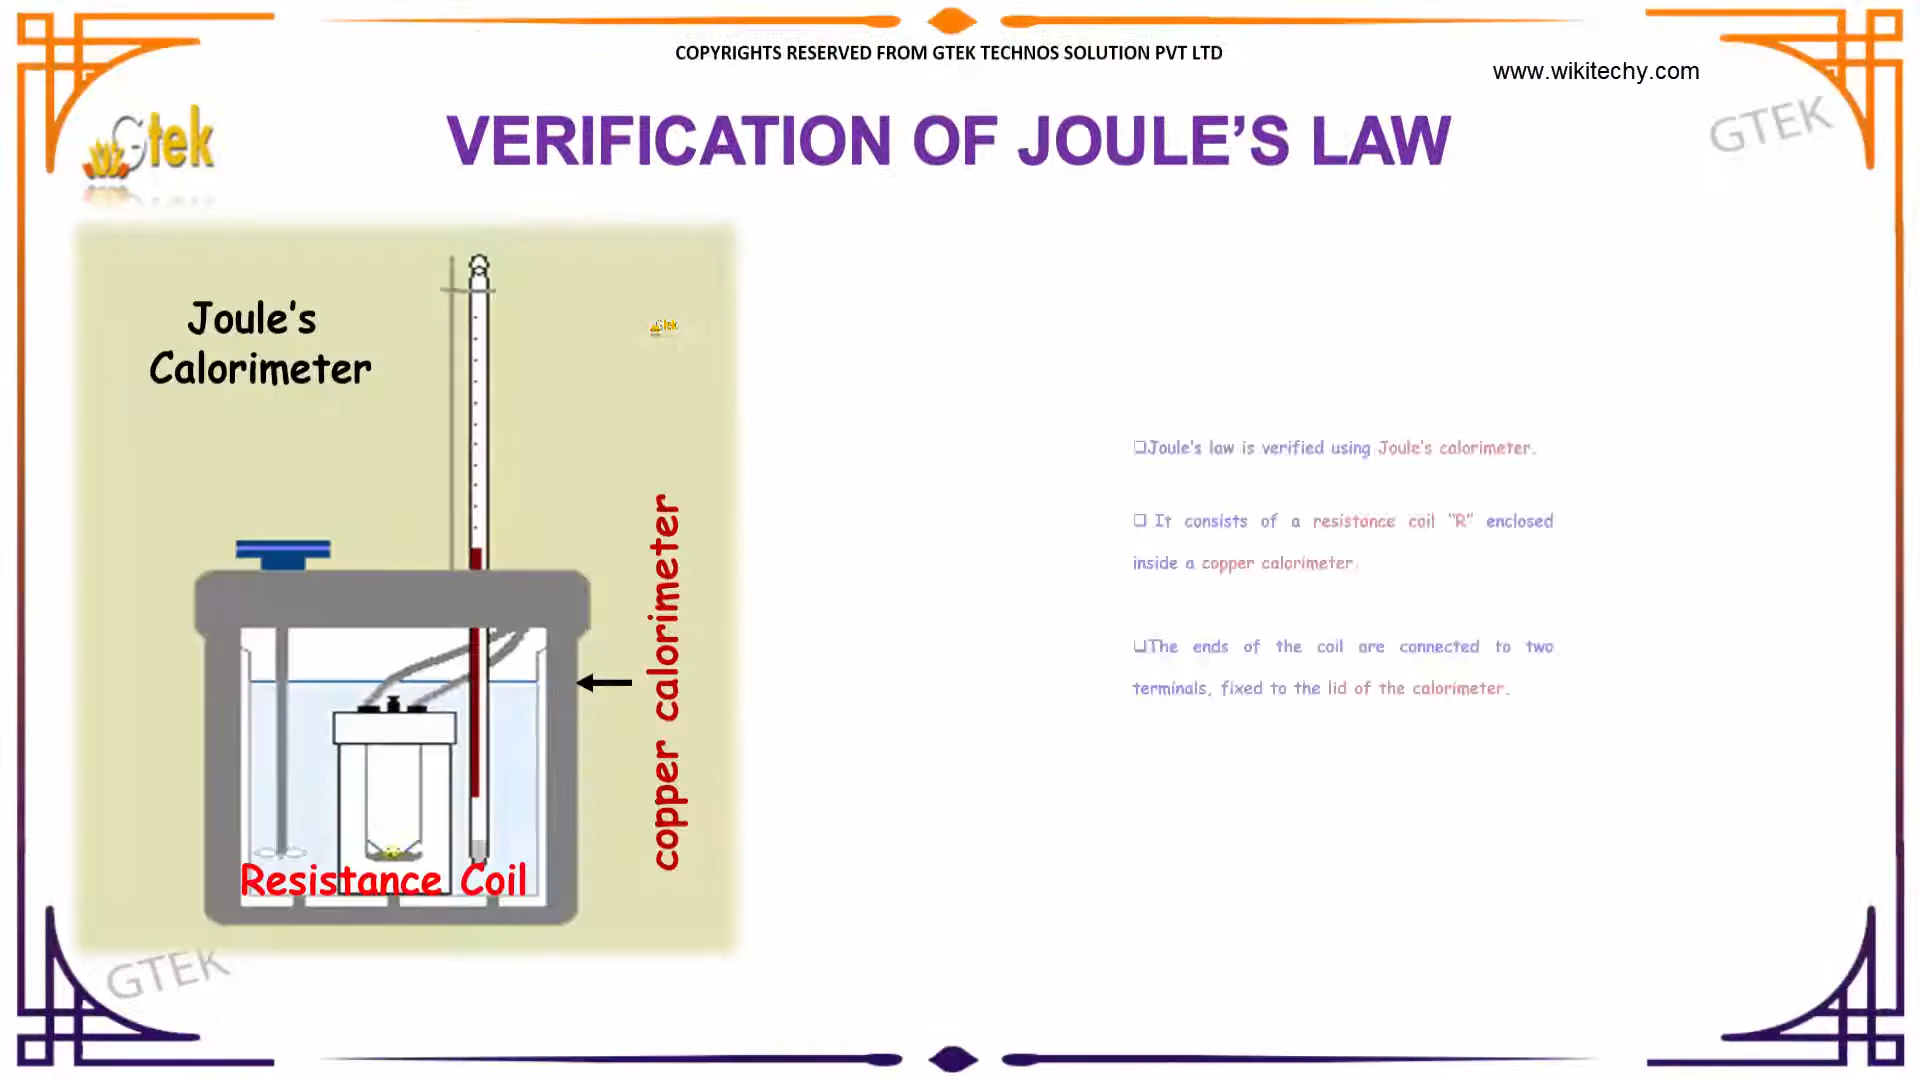 COPYRIGHTS RESERVED FROM GTEK TECHNOS SOLUTION PVT LTD
www.wikitechy.com
Gtek
VERIFICATION OF JOULE’S LAW
GTEK
Joule’s
Calorimeter
Gtek
copper calorimeter
Resistance Coil
❑Joule’s law is verified using Joule’s calorimeter.
❑ It consists of a resistance coil “R” enclosed
inside a copper calorimeter.
❑The ends of the coil are connected to two
terminals, fixed to the lid of the calorimeter.
GTEK